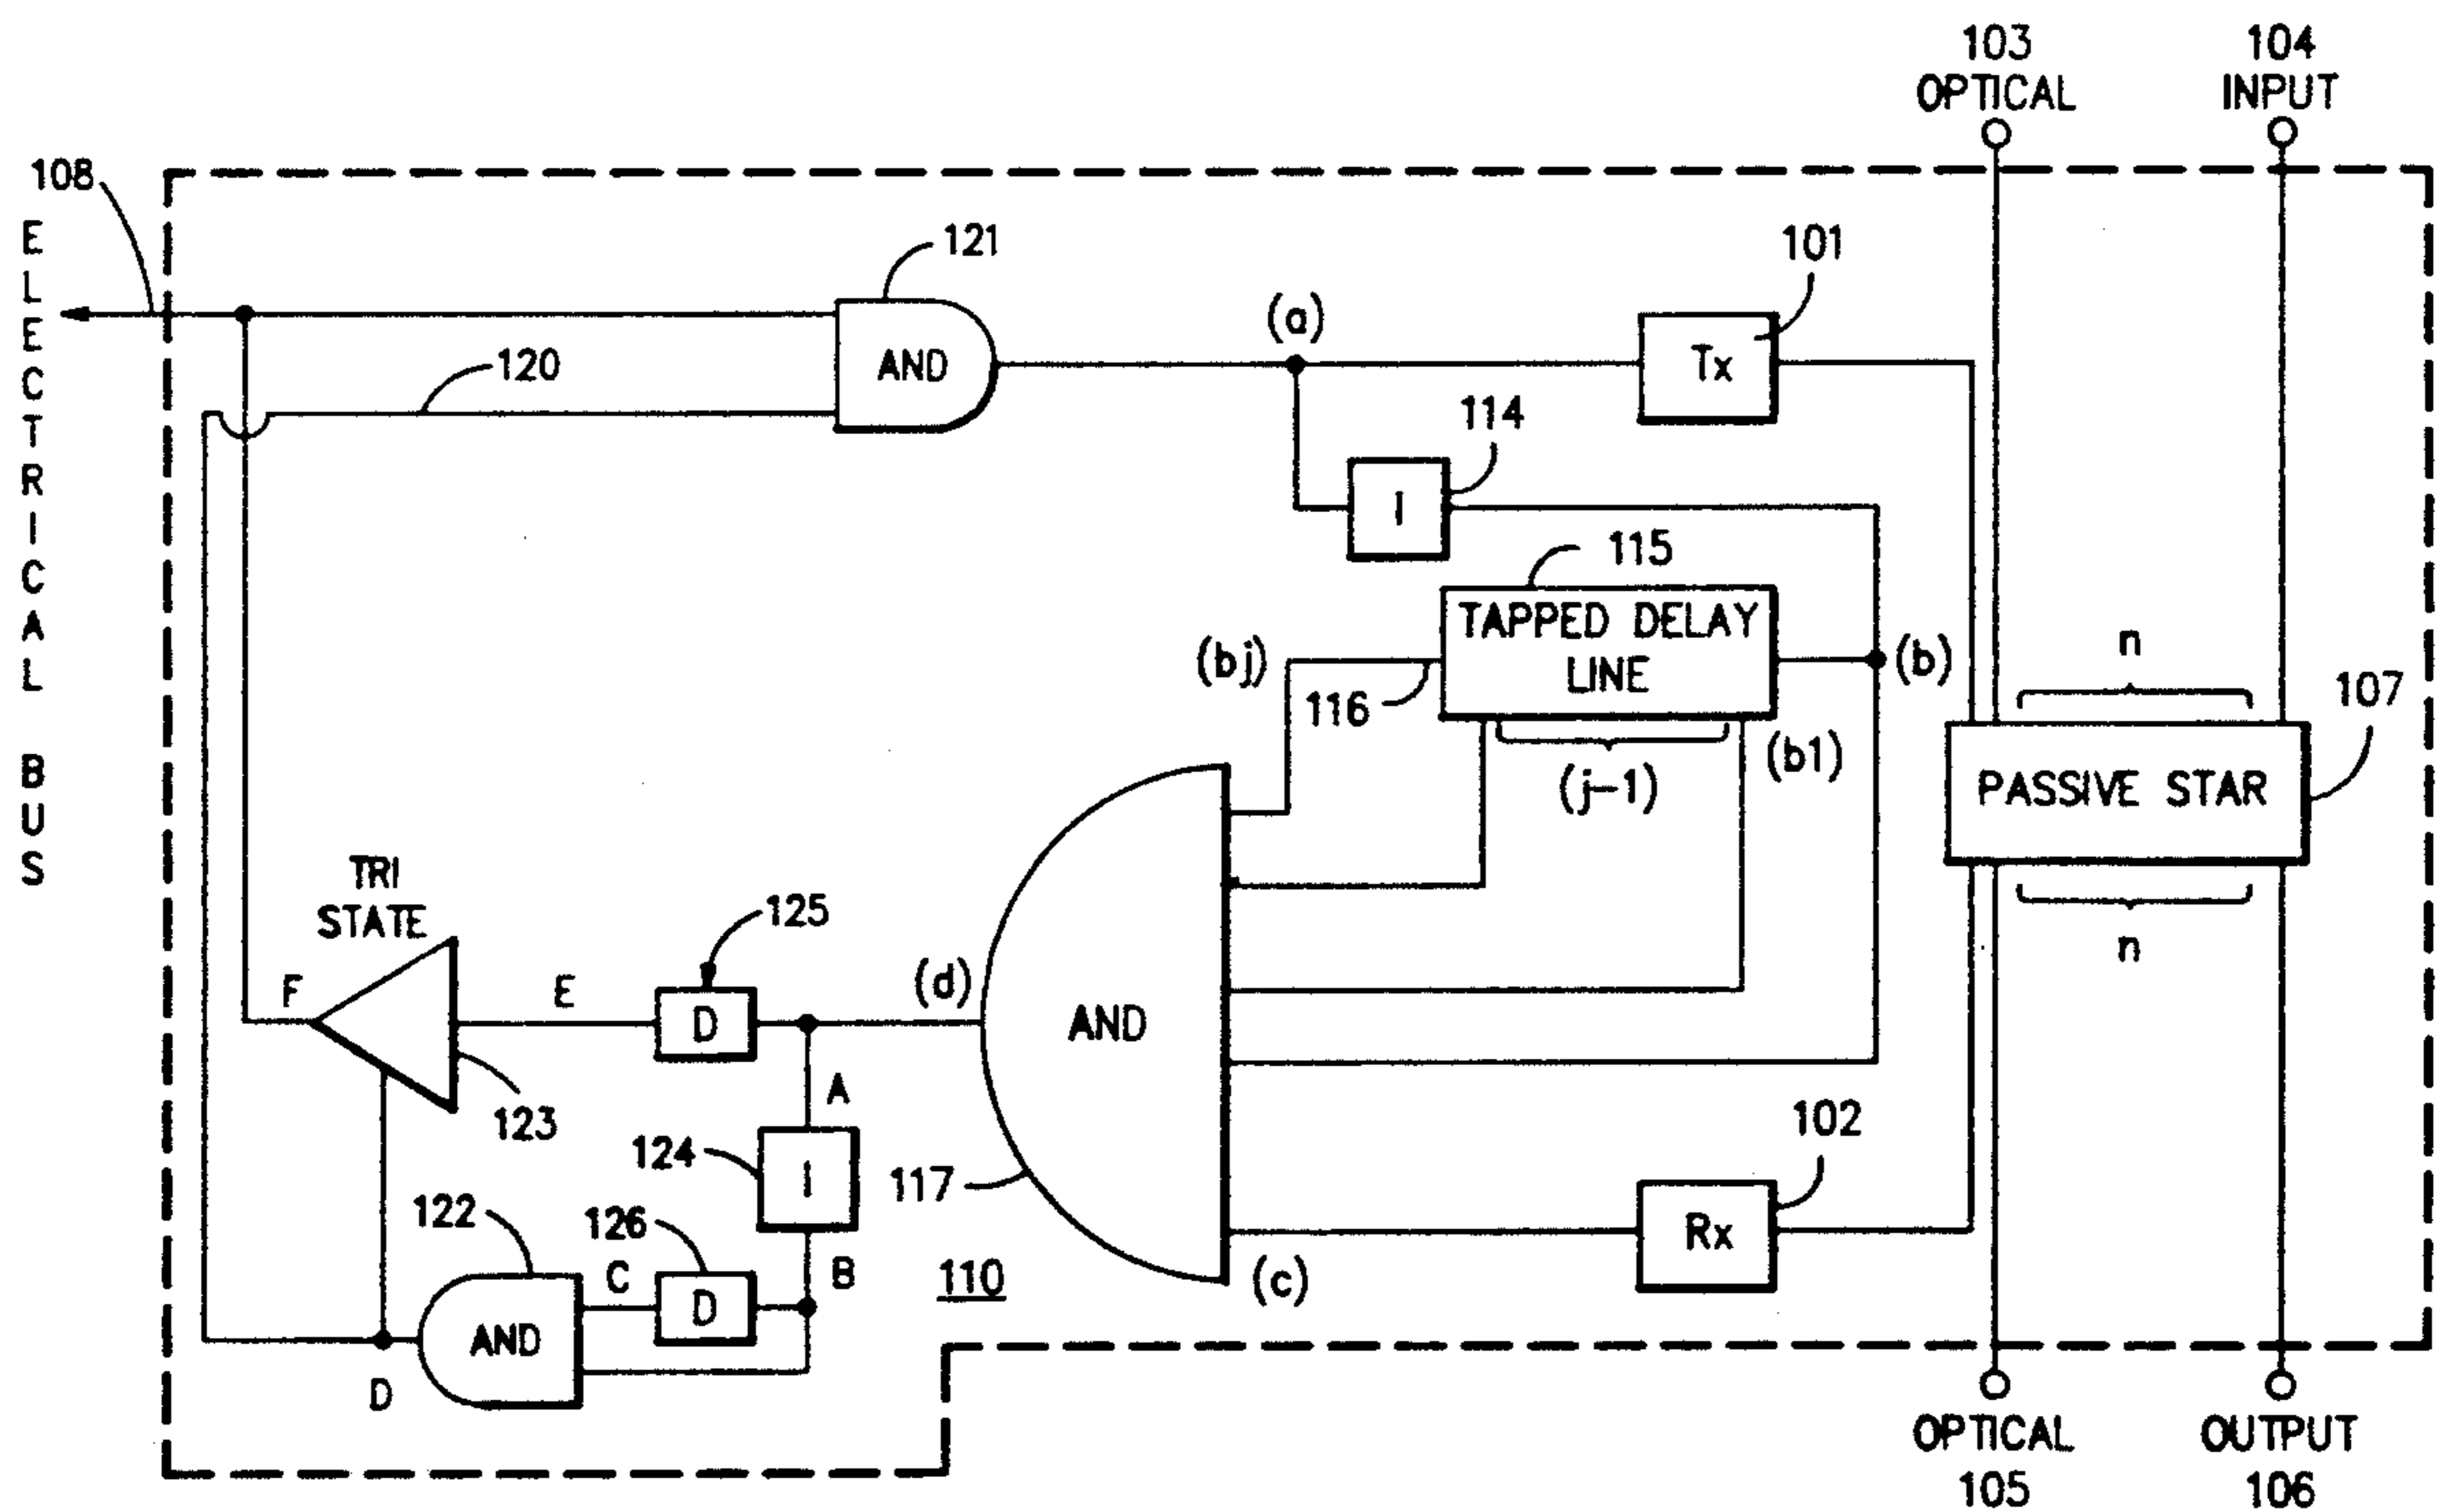 103
OPTICAL
104
INPUT
108
ELECTRICAL BUS
121
AND
120
(a)
101
Tx
114
I
115
TAPPED DELAY
LINE
(bj)
116
(j-1)
(b1)
(b)
n
107
PASSIVE STAR
n
TRI
STATE
125
F
E
D
(d)
AND
A
123
124
I
117
102
Rx
122
126
C
D
B
110
(c)
AND
D
OPTICAL
105
OUTPUT
106